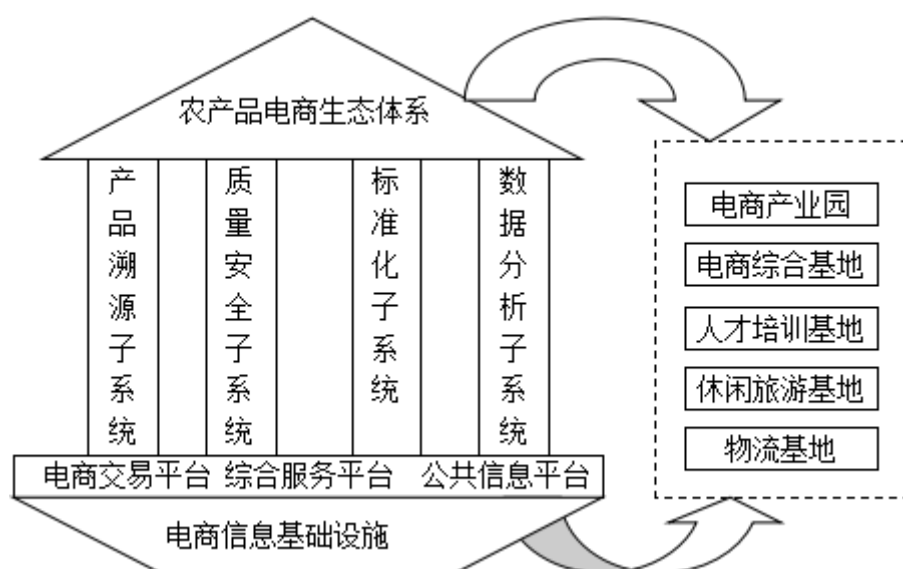 农产品电商生态体系
产品溯源子系统
质量安全子系统
标准化子系统
数据分析子系统
电商交易平台 综合服务平台 公共信息平台
电商信息基础设施
电商产业园
电商综合基地
人才培训基地
休闲旅游基地
物流基地